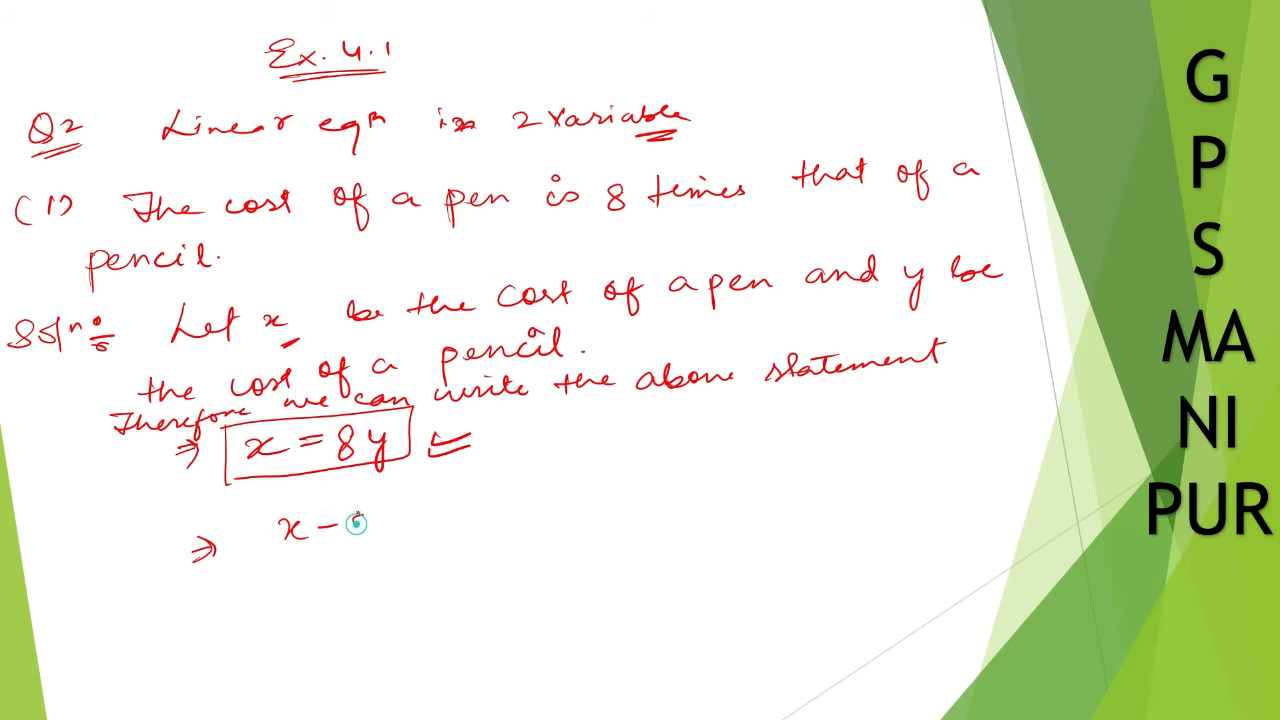 Ex. 4.1
Q2 Linear eqn in 2 variable
(1) The cost of a pen is 8 times that of a
pencil.
Soln: Let x be the cost of a pen and y be
the cost of a pencil.
Therefore we can write the above statement
⇒ x = 8y
⇒ x -
G
P
S
MA
NI
PUR